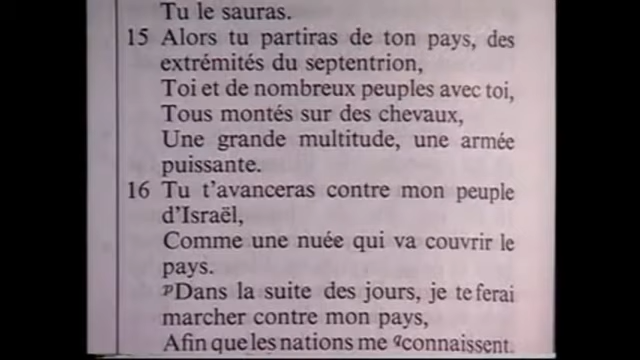 Tu le sauras.
15 Alors tu partiras de ton pays, des
extrémités du septentrion,
Toi et de nombreux peuples avec toi,
Tous montés sur des chevaux,
Une grande multitude, une armée
puissante.
16 Tu t'avanceras contre mon peuple
d'Israël,
Comme une nuée qui va couvrir le
pays.
pDans la suite des jours, je te ferai
marcher contre mon pays,
Afin que les nations me qconnaissent.